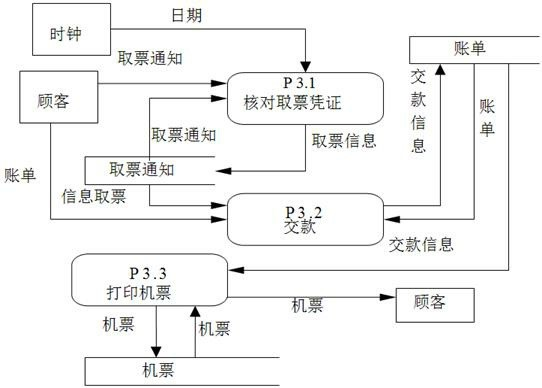 日期
时钟
账单
取票通知
P 3.1
核对取票凭证
顾客
交款信息
账单
取票通知
取票信息
取票通知
账单
信息取票
P3.2
交款
交款信息
P3.3
打印机票
机票
顾客
机票
机票
机票